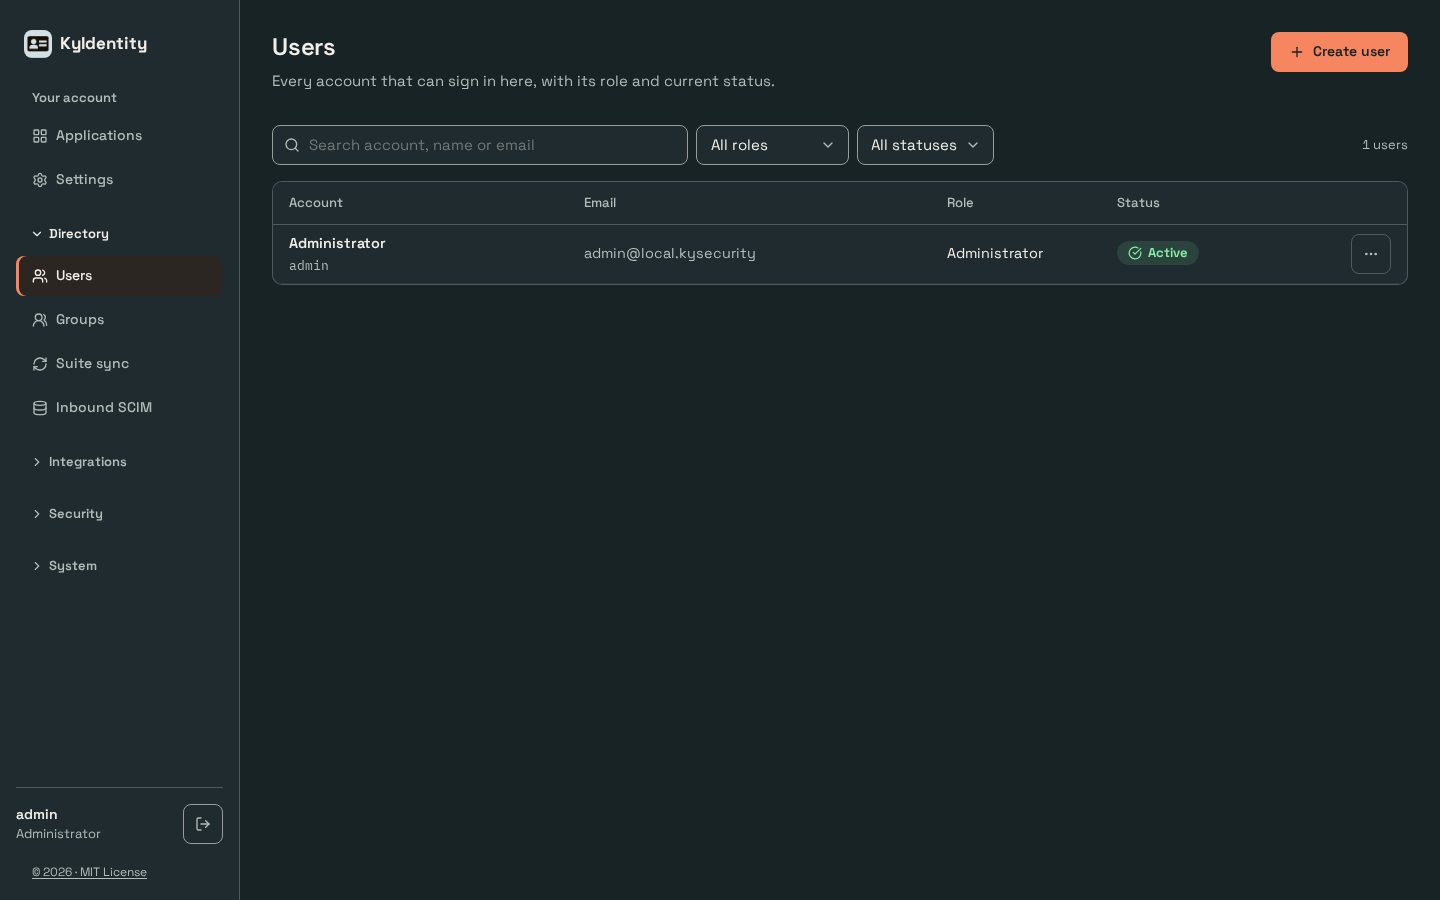 KyIdentity
Your account
Applications
Settings
Directory
Users
Groups
Suite sync
Inbound SCIM
Integrations
Security
System
admin
Administrator
© 2026 · MIT License
Users
Every account that can sign in here, with its role and current status.
Create user
Search account, name or email
All roles
All statuses
1 users
Account Email Role Status
Administrator
admin
admin@local.kysecurity
Administrator
Active